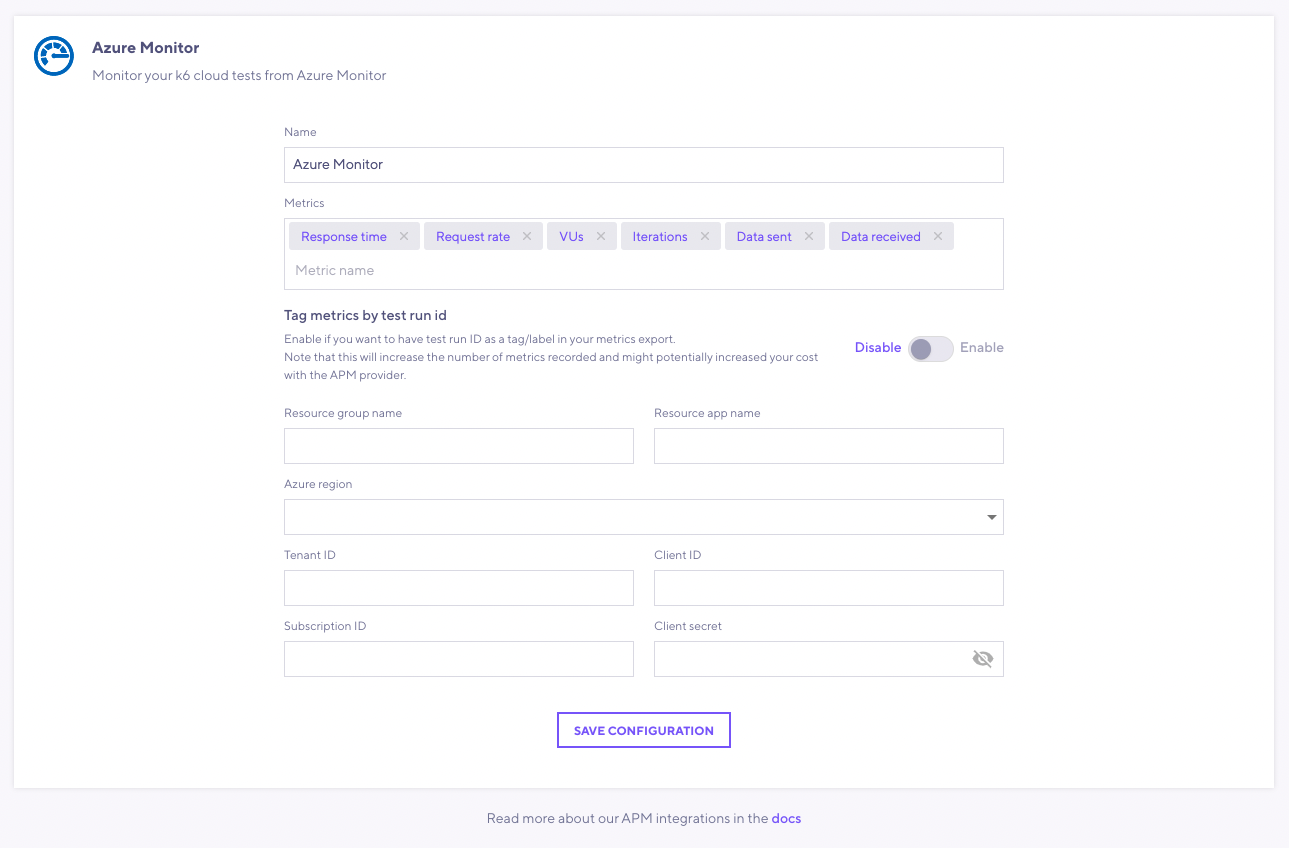 Azure Monitor
Monitor your k6 cloud tests from Azure Monitor
Name
Azure Monitor
Metrics
Response time Request rate VUs Iterations Data sent Data received
Metric name
Tag metrics by test run id
Enable if you want to have test run ID as a tag/label in your metrics export.
Note that this will increase the number of metrics recorded and might potentially increased your cost
with the APM provider.
Disable Enable
Resource group name Resource app name
Azure region
Tenant ID Client ID
Subscription ID Client secret
SAVE CONFIGURATION
Read more about our APM integrations in the docs